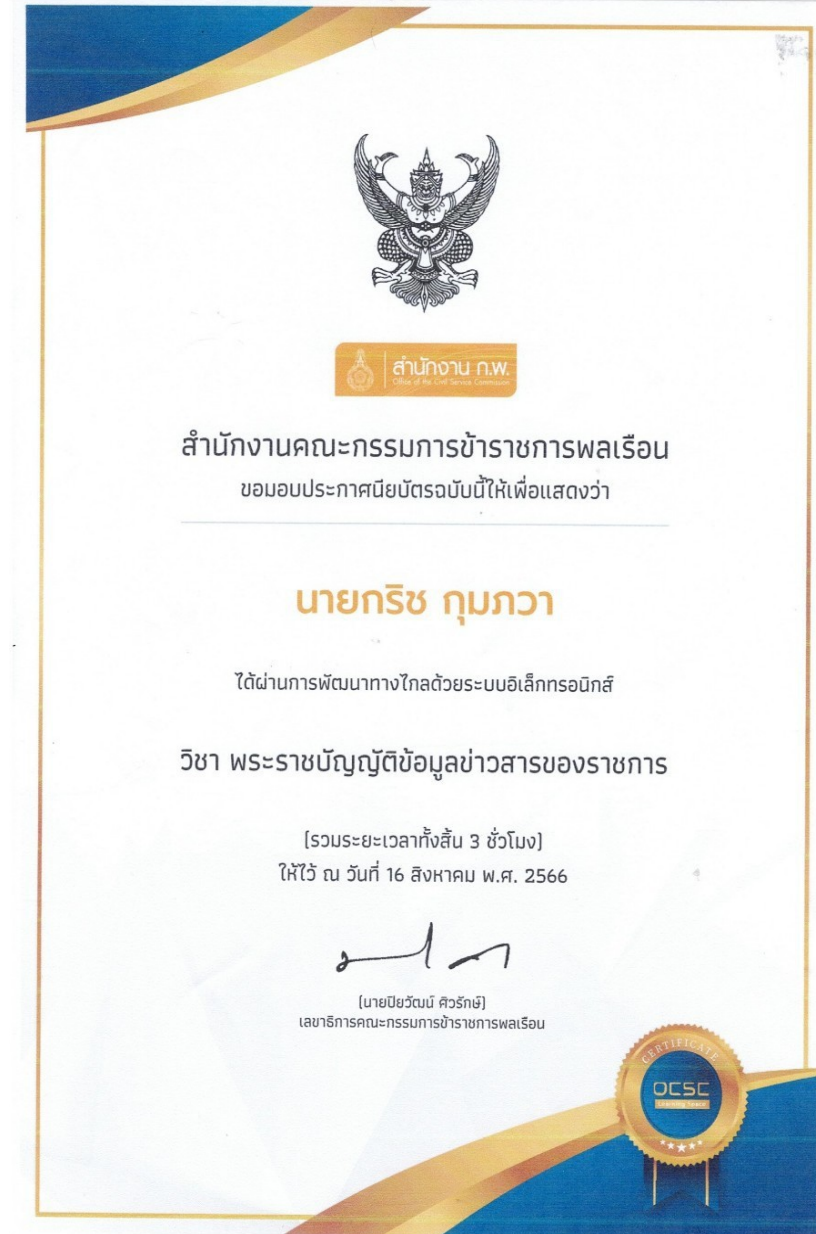 สำนักงาน ก.พ.
Office of the Civil Service Commission
สำนักงานคณะกรรมการข้าราชการพลเรือน
ขอมอบประกาศนียบัตรฉบับนี้ให้เพื่อแสดงว่า
นายกริช กุมภวา
ได้ผ่านการพัฒนาทางไกลด้วยระบบอิเล็กทรอนิกส์
วิชา พระราชบัญญัติข้อมูลข่าวสารของราชการ
(รวมระยะเวลาทั้งสิ้น 3 ชั่วโมง)
ให้ไว้ ณ วันที่ 16 สิงหาคม พ.ศ. 2566
(นายปิยวัฒน์ ศิวรักษ์)
เลขาธิการคณะกรรมการข้าราชการพลเรือน
CERTIFICATE
OCSC
Learning Space